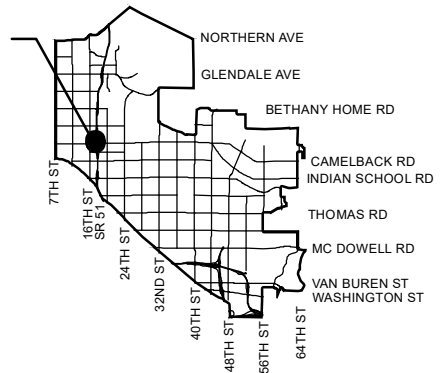 NORTHERN AVE
GLENDALE AVE
BETHANY HOME RD
CAMELBACK RD
INDIAN SCHOOL RD
THOMAS RD
MC DOWELL RD
VAN BUREN ST
WASHINGTON ST
7TH ST
16TH ST
SR 51
24TH ST
32ND ST
40TH ST
48TH ST
56TH ST
64TH ST